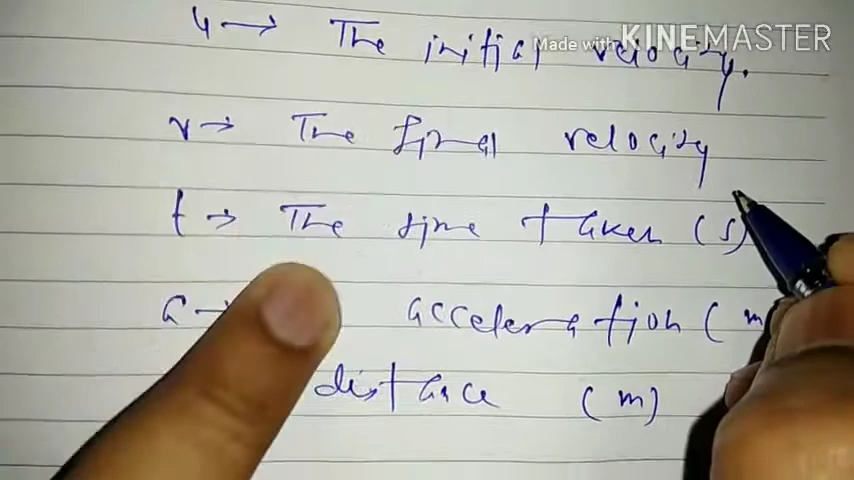 u → The initial velocity.
Made with KINEMASTER
v → The final velocity
t → The time taken (s)
a → acceleration (m
distance (m)